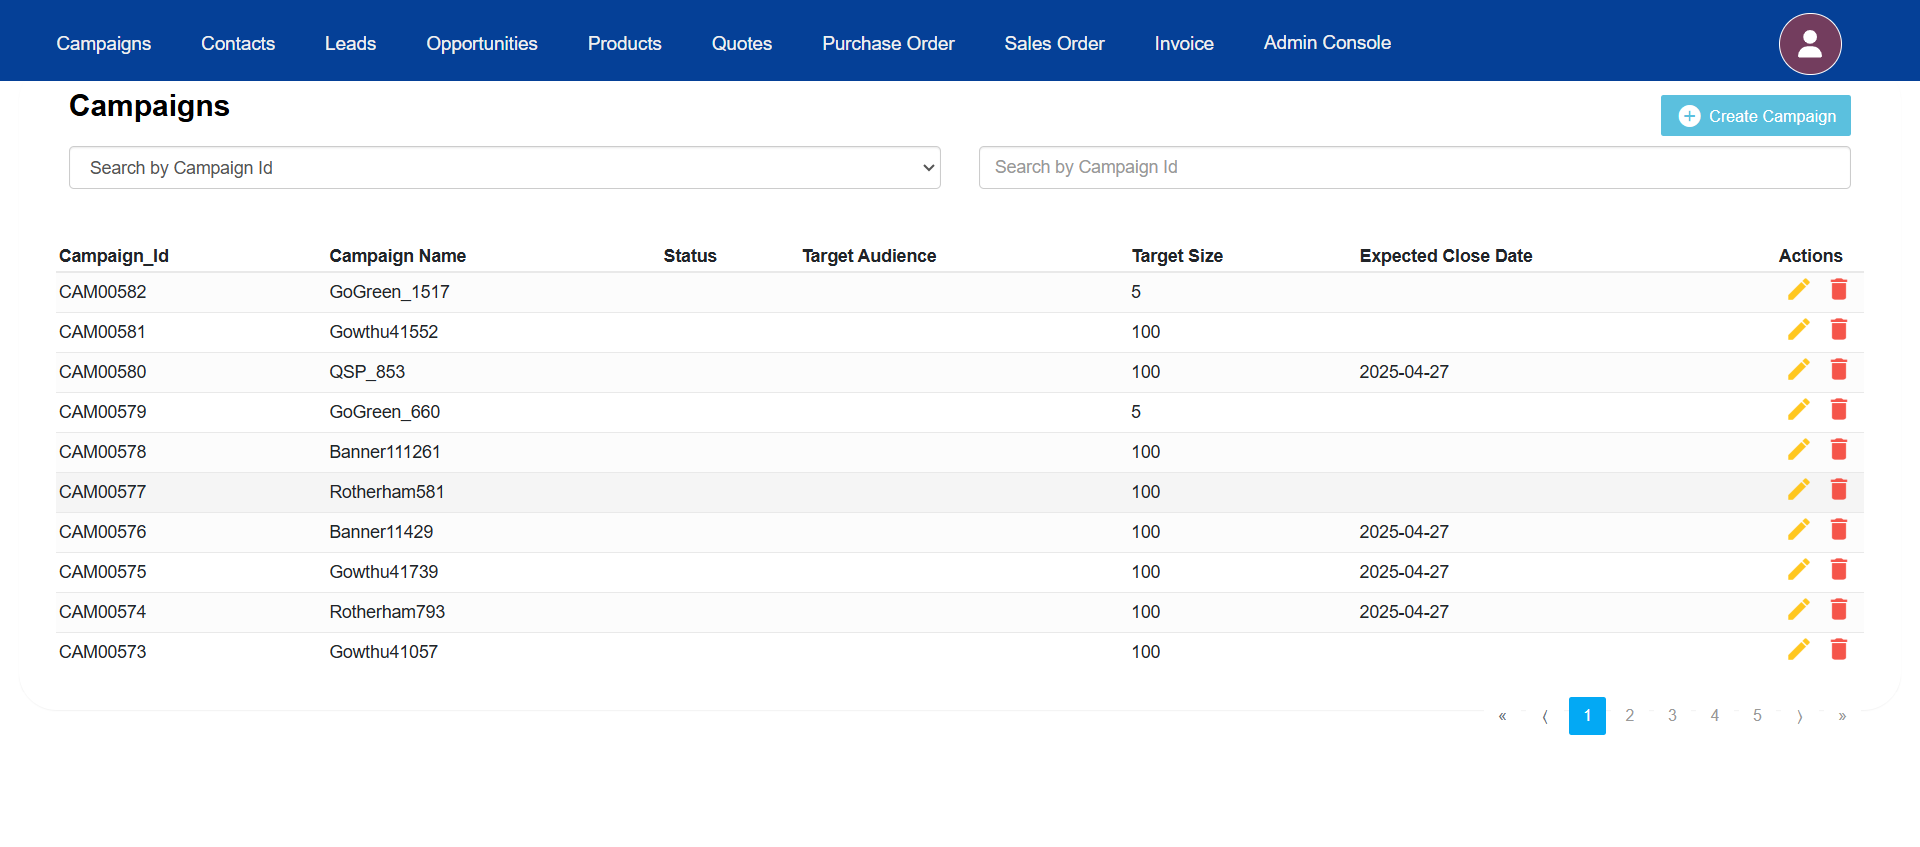 Campaigns Contacts Leads Opportunities Products Quotes Purchase Order Sales Order Invoice Admin Console
Campaigns
Create Campaign
Search by Campaign Id Search by Campaign Id
Campaign_Id Campaign Name Status Target Audience Target Size Expected Close Date Actions
CAM00582 GoGreen_1517 5
CAM00581 Gowthu41552 100
CAM00580 QSP_853 100 2025-04-27
CAM00579 GoGreen_660 5
CAM00578 Banner111261 100
CAM00577 Rotherham581 100
CAM00576 Banner11429 100 2025-04-27
CAM00575 Gowthu41739 100 2025-04-27
CAM00574 Rotherham793 100 2025-04-27
CAM00573 Gowthu41057 100
« ⟨ 1 2 3 4 5 ⟩ »